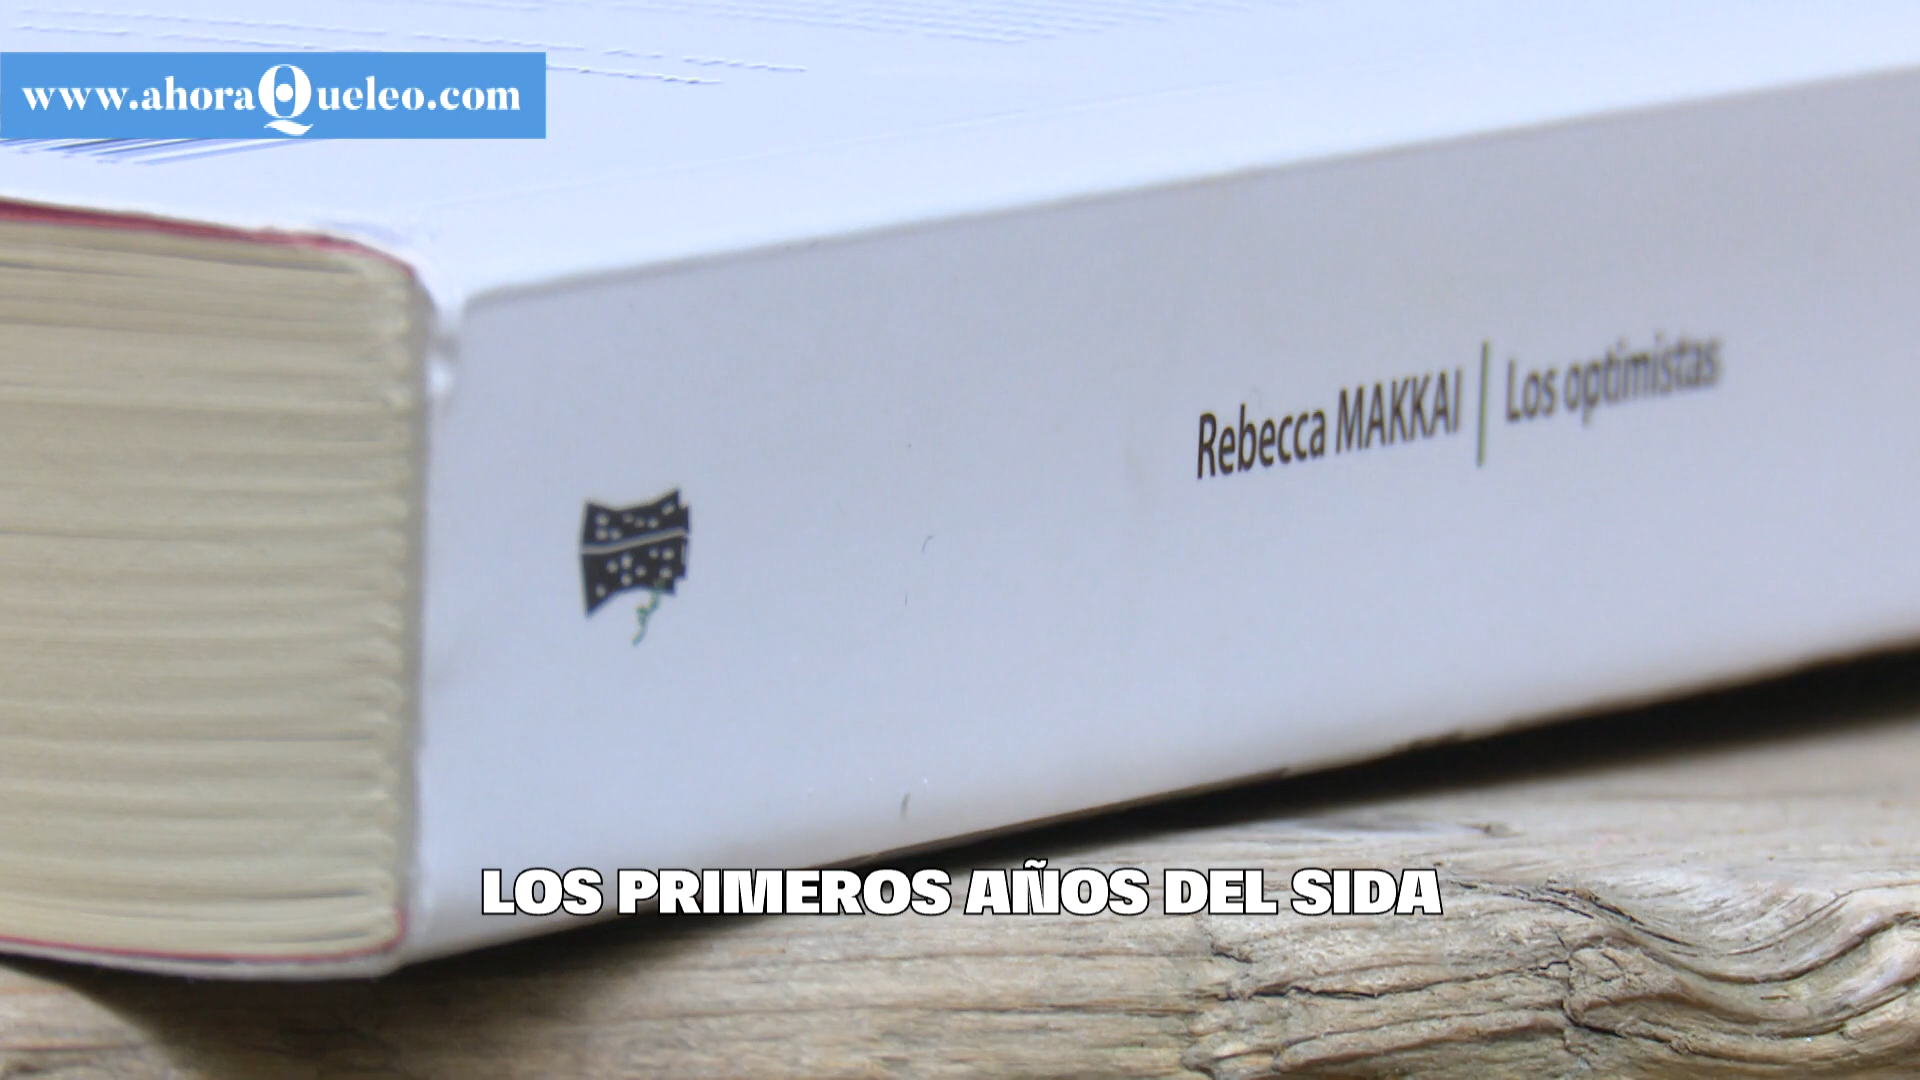 www.ahoraQueleo.com
Rebecca MAKKAI | Los optimistas
LOS PRIMEROS AÑOS DEL SIDA